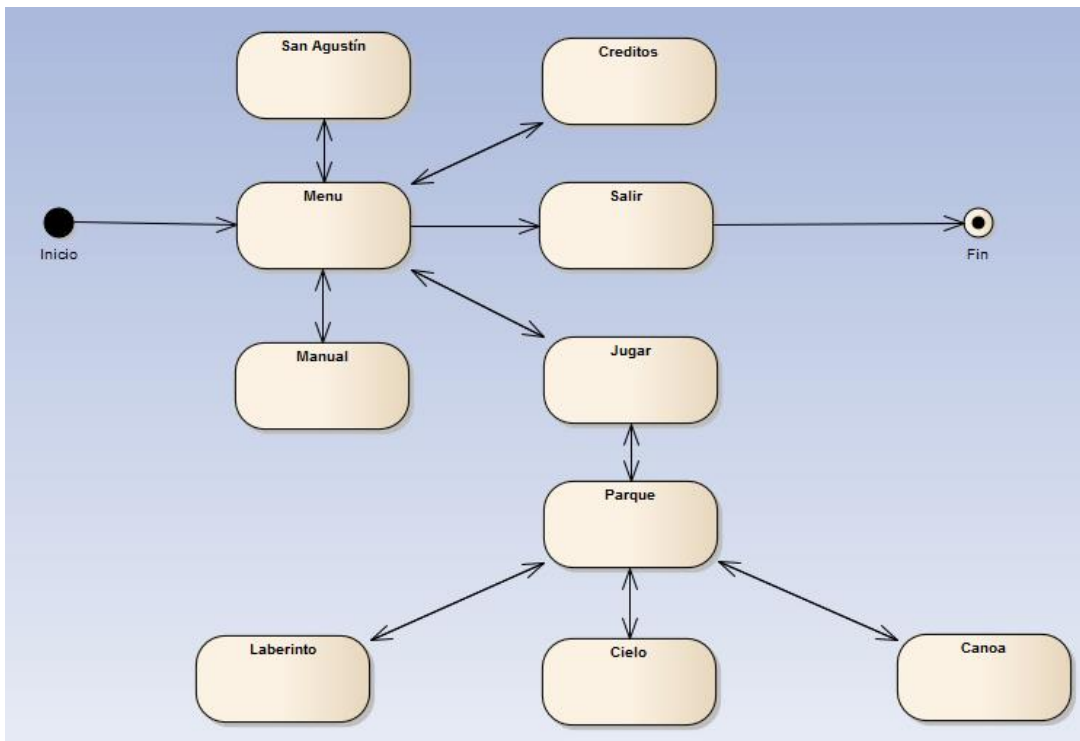 San Agustín
Creditos
Menu
Salir
Inicio
Fin
Manual
Jugar
Parque
Laberinto
Cielo
Canoa